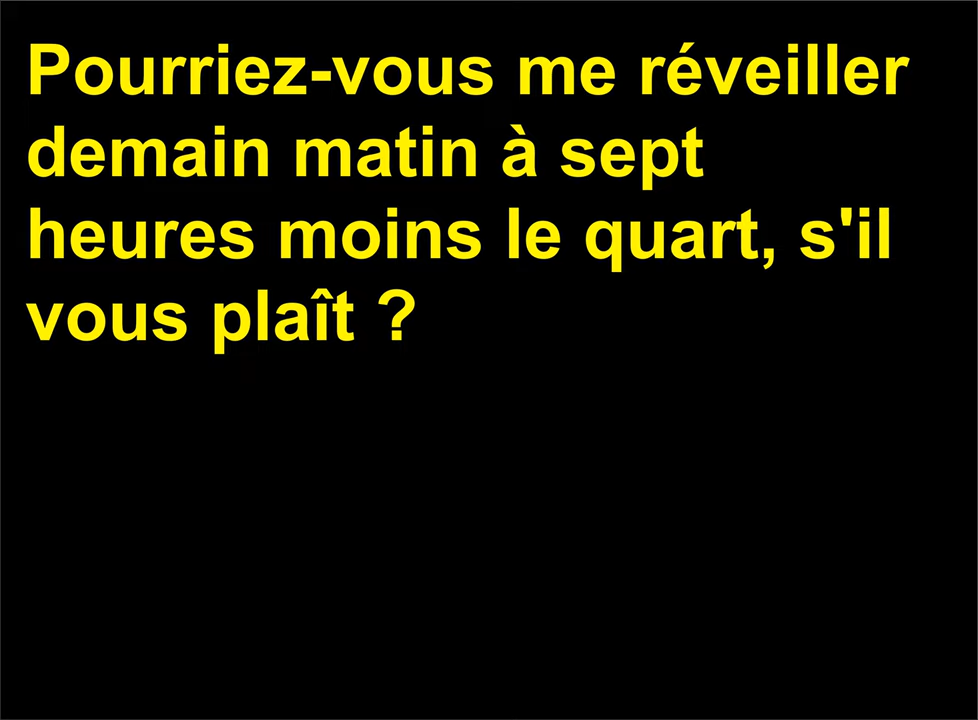 Pourriez-vous me réveiller
demain matin à sept
heures moins le quart, s'il
vous plaît ?